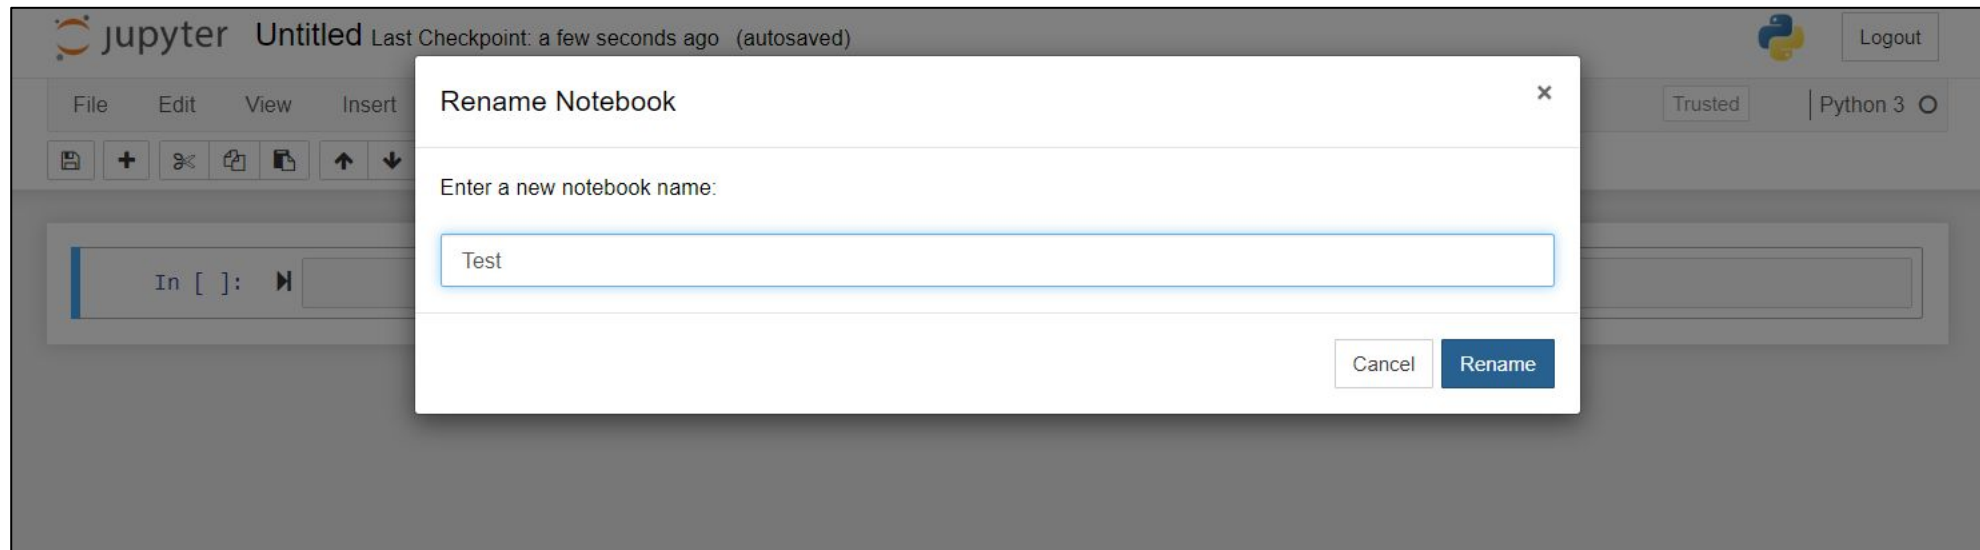 jupyter Untitled Last Checkpoint: a few seconds ago (autosaved)
Logout
File Edit View Insert
Trusted
Python 3
Rename Notebook
×
Enter a new notebook name:
Test
In [ ]:
Cancel Rename